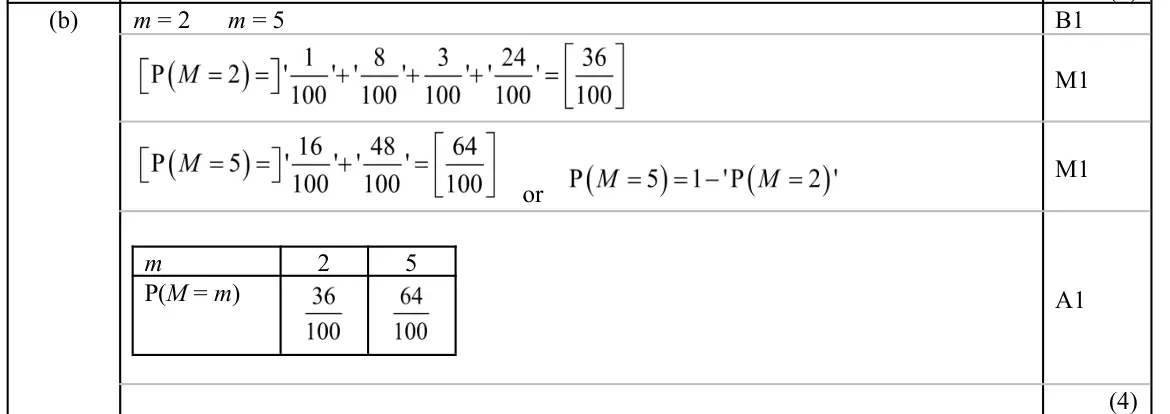 (b) m = 2 m = 5 B1
[P(M = 2) =] '1/100' + '8/100' + '3/100' + '24/100' = [36/100] M1
[P(M = 5) =] '16/100' + '48/100' = [64/100] or P(M = 5) = 1 − 'P(M = 2)' M1
m 2 5
P(M = m) 36/100 64/100 A1
(4)